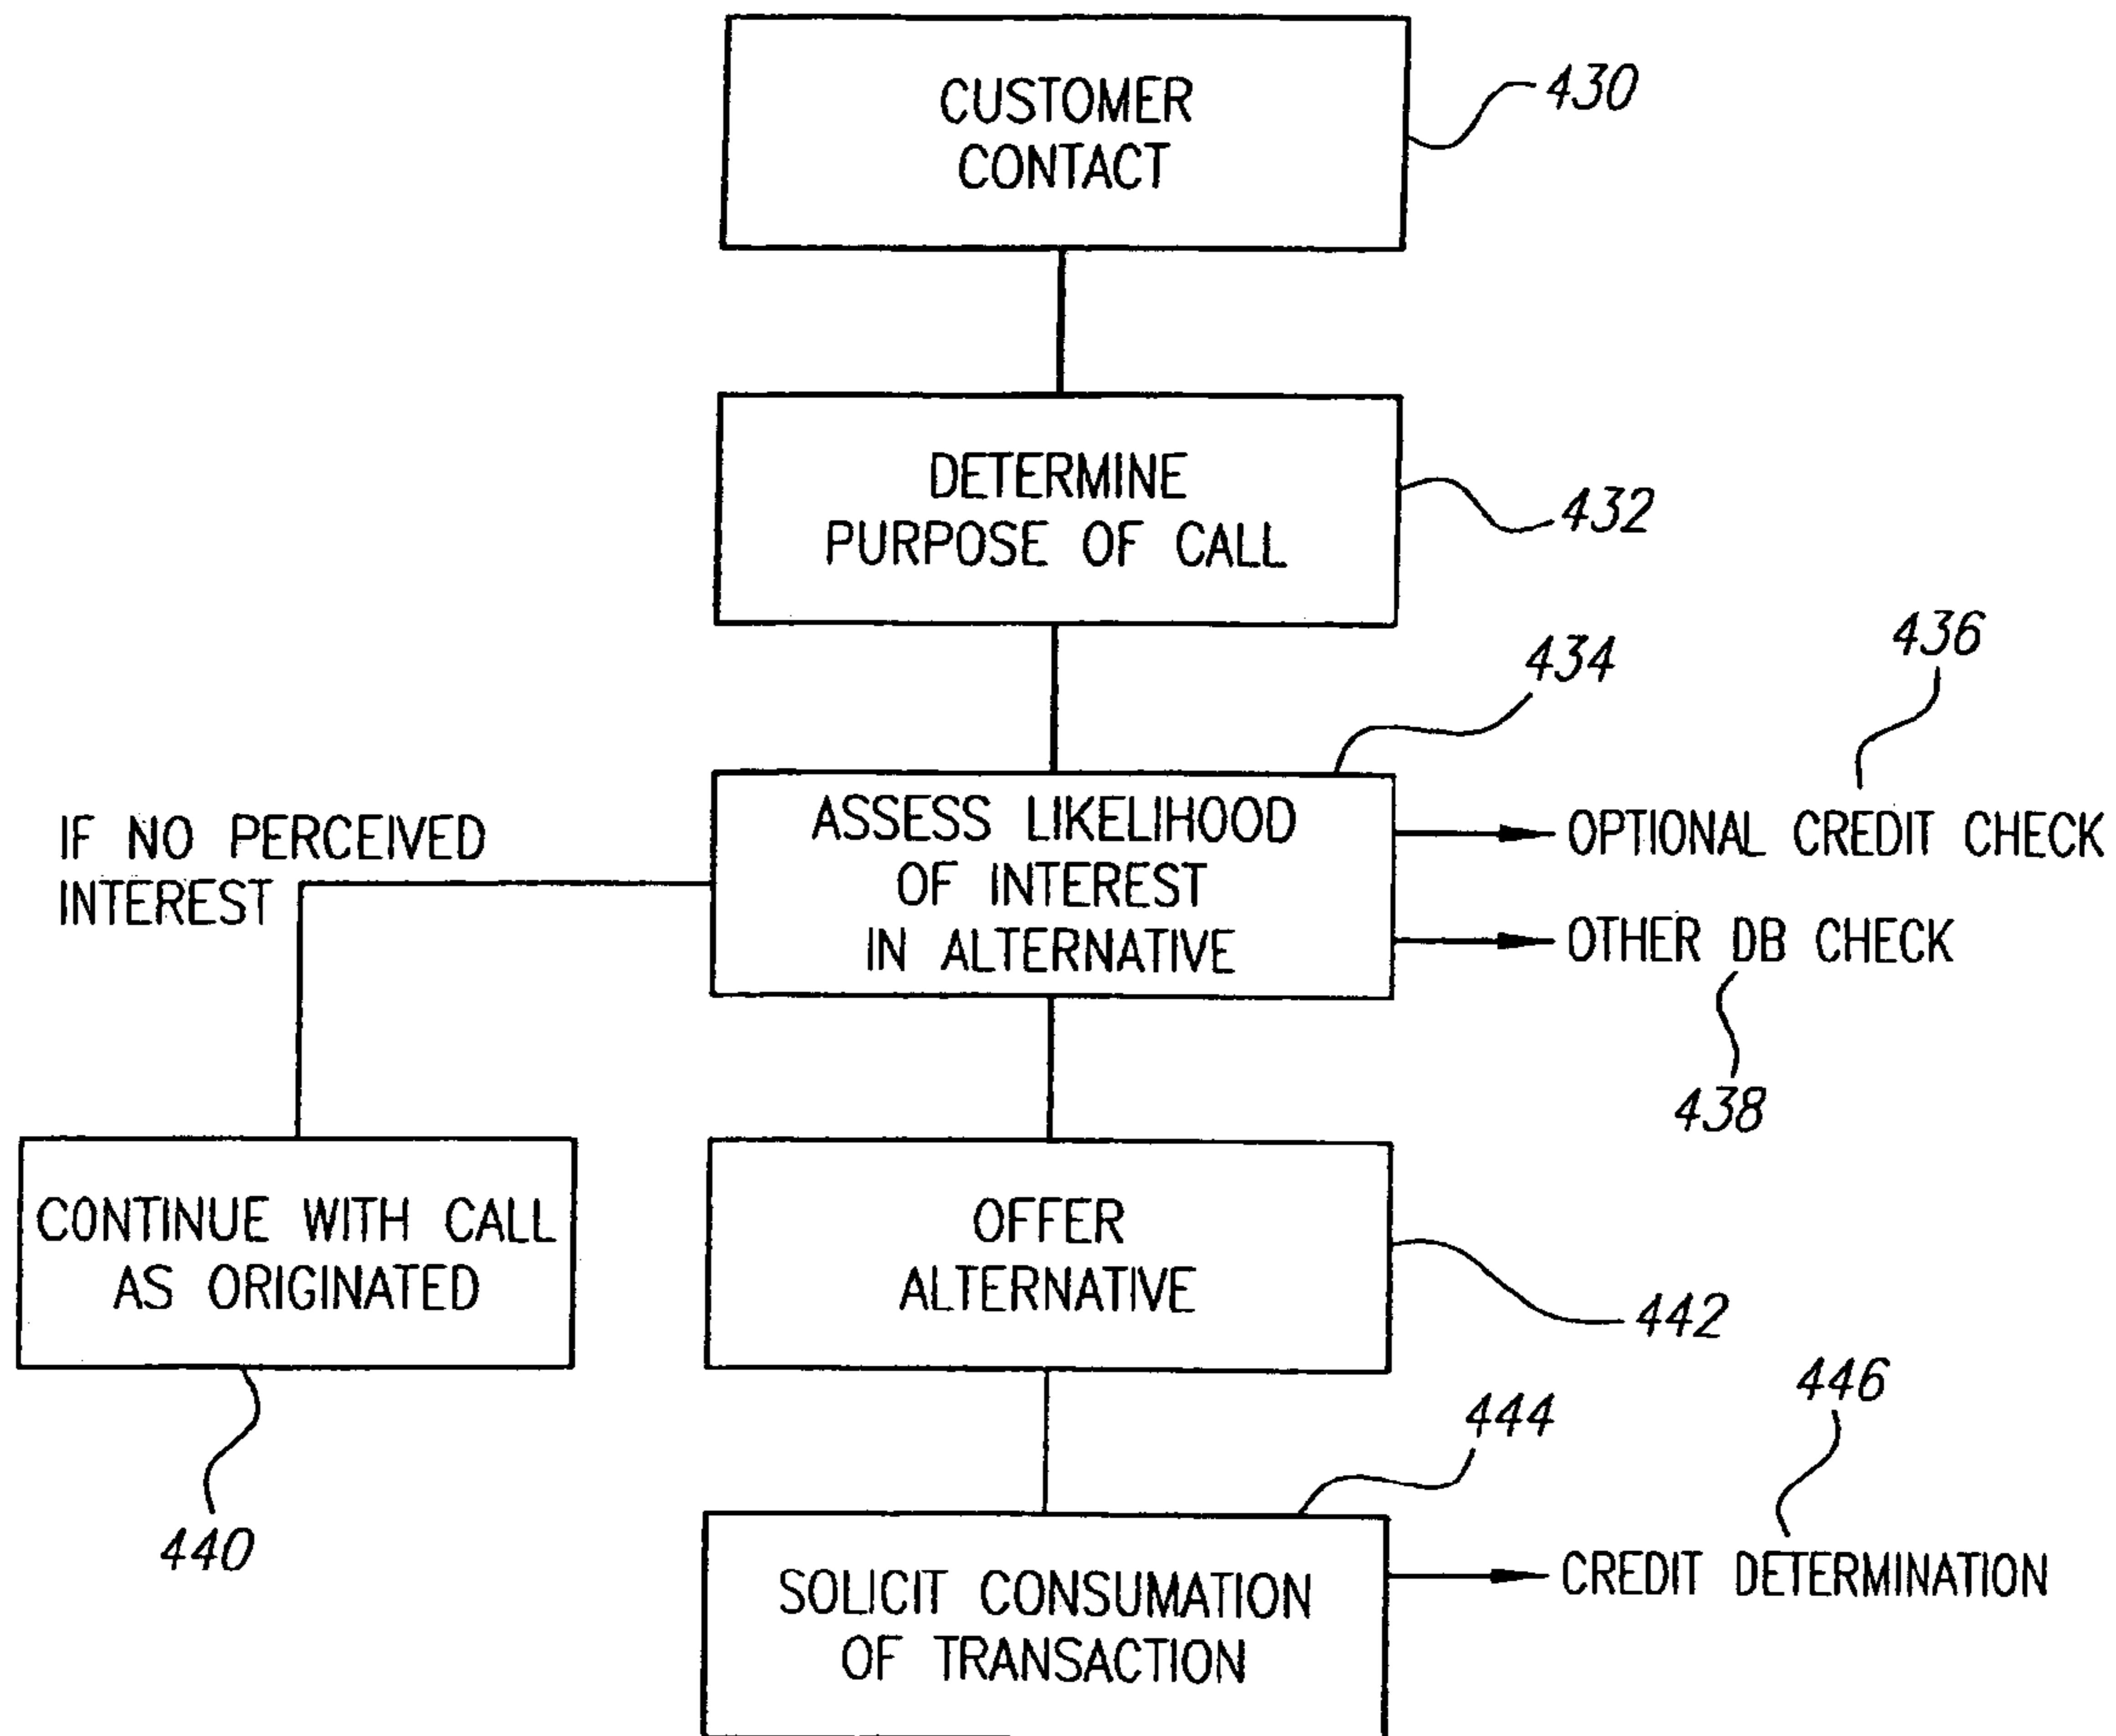 CUSTOMER
CONTACT
430
DETERMINE
PURPOSE OF CALL
432
434
436
IF NO PERCEIVED
INTEREST
ASSESS LIKELIHOOD
OF INTEREST
IN ALTERNATIVE
OPTIONAL CREDIT CHECK
OTHER DB CHECK
438
CONTINUE WITH CALL
AS ORIGINATED
440
OFFER
ALTERNATIVE
442
444
446
SOLICIT CONSUMATION
OF TRANSACTION
CREDIT DETERMINATION